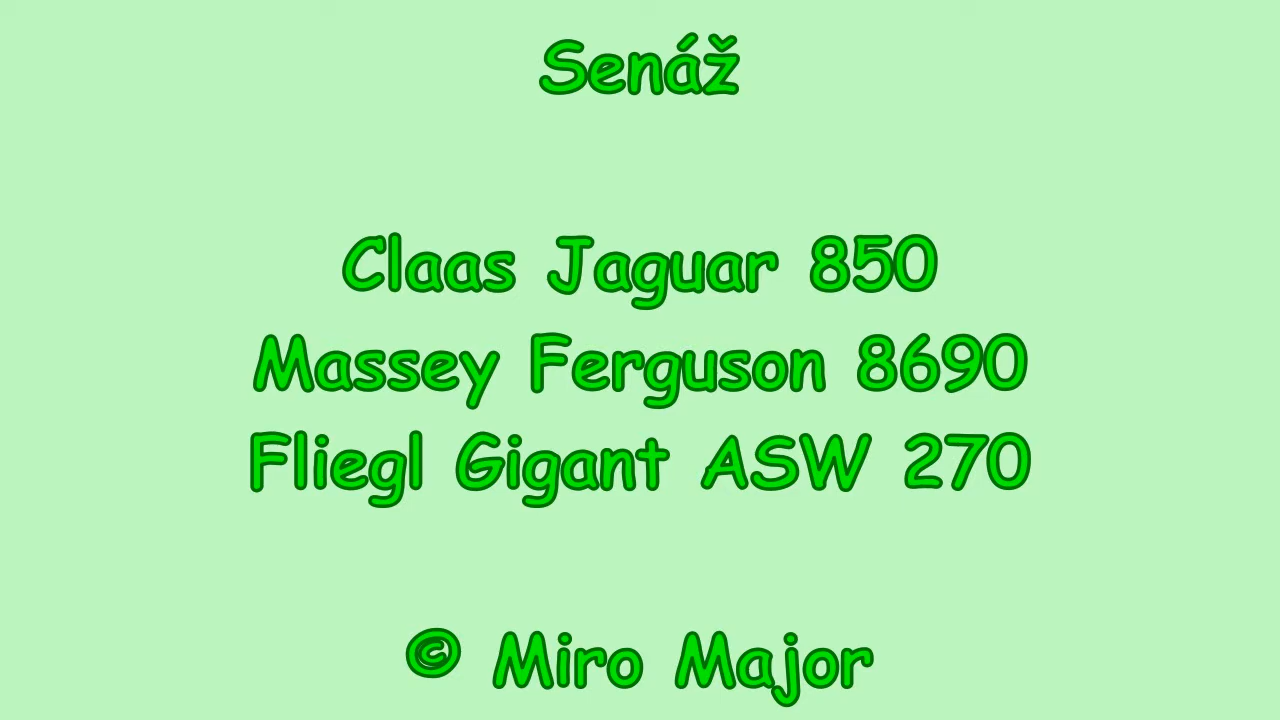 Senáž
Claas Jaguar 850
Massey Ferguson 8690
Fliegl Gigant ASW 270
© Miro Major